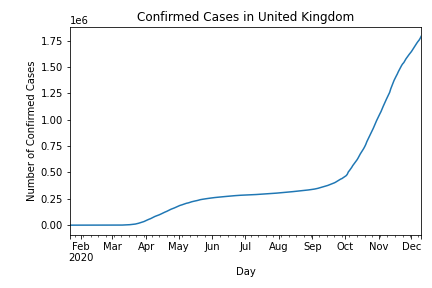 Confirmed Cases in United Kingdom
1e6
1.75
1.50
1.25
1.00
0.75
0.50
0.25
0.00
Number of Confirmed Cases
Feb Mar Apr May Jun Jul Aug Sep Oct Nov Dec
2020
Day